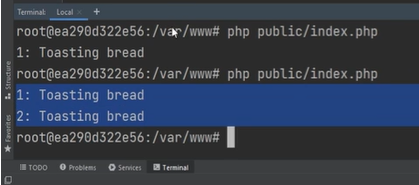 Terminal: Local × + ∨
root@ea290d322e56:/var/www# php public/index.php
1: Toasting bread
root@ea290d322e56:/var/www# php public/index.php
1: Toasting bread
2: Toasting bread
root@ea290d322e56:/var/www#
Structure
Favorites
TODO Problems Services Terminal